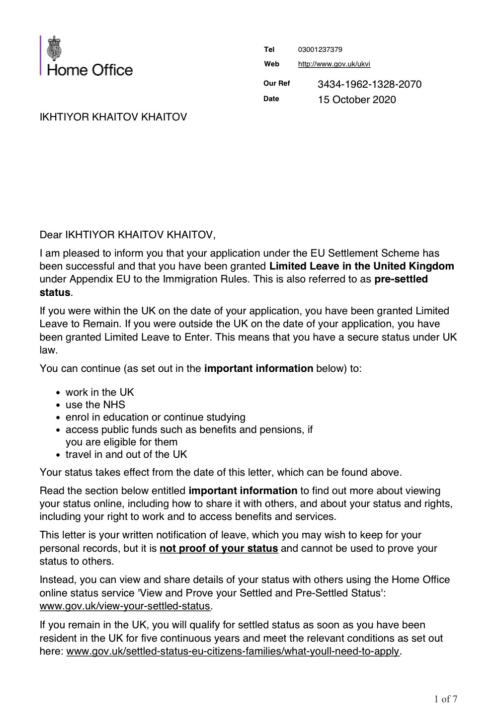 Home Office
Tel 03001237379
Web http://www.gov.uk/ukvi
Our Ref 3434-1962-1328-2070
Date 15 October 2020
IKHTIYOR KHAITOV KHAITOV
Dear IKHTIYOR KHAITOV KHAITOV,
I am pleased to inform you that your application under the EU Settlement Scheme has
been successful and that you have been granted Limited Leave in the United Kingdom
under Appendix EU to the Immigration Rules. This is also referred to as pre-settled
status.
If you were within the UK on the date of your application, you have been granted Limited
Leave to Remain. If you were outside the UK on the date of your application, you have
been granted Limited Leave to Enter. This means that you have a secure status under UK
law.
You can continue (as set out in the important information below) to:
• work in the UK
• use the NHS
• enrol in education or continue studying
• access public funds such as benefits and pensions, if
you are eligible for them
• travel in and out of the UK
Your status takes effect from the date of this letter, which can be found above.
Read the section below entitled important information to find out more about viewing
your status online, including how to share it with others, and about your status and rights,
including your right to work and to access benefits and services.
This letter is your written notification of leave, which you may wish to keep for your
personal records, but it is not proof of your status and cannot be used to prove your
status to others.
Instead, you can view and share details of your status with others using the Home Office
online status service 'View and Prove your Settled and Pre-Settled Status':
www.gov.uk/view-your-settled-status.
If you remain in the UK, you will qualify for settled status as soon as you have been
resident in the UK for five continuous years and meet the relevant conditions as set out
here: www.gov.uk/settled-status-eu-citizens-families/what-youll-need-to-apply.
1 of 7